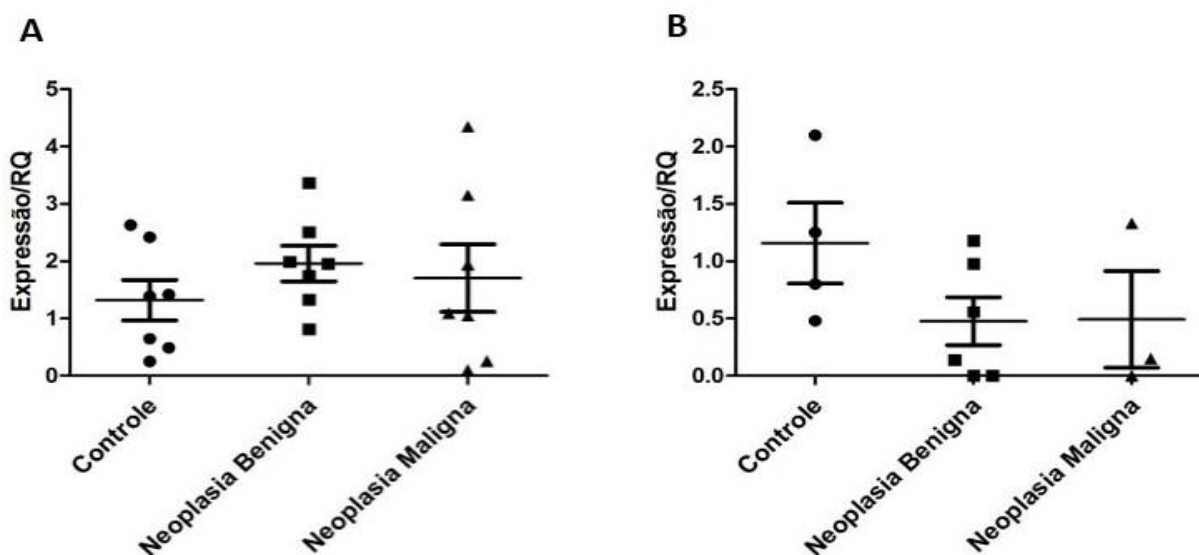 A
Expressão/RQ
5
4
3
2
1
0
Controle
Neoplasia Benigna
Neoplasia Maligna
B
Expressão/RQ
2.5
2.0
1.5
1.0
0.5
0.0
Controle
Neoplasia Benigna
Neoplasia Maligna